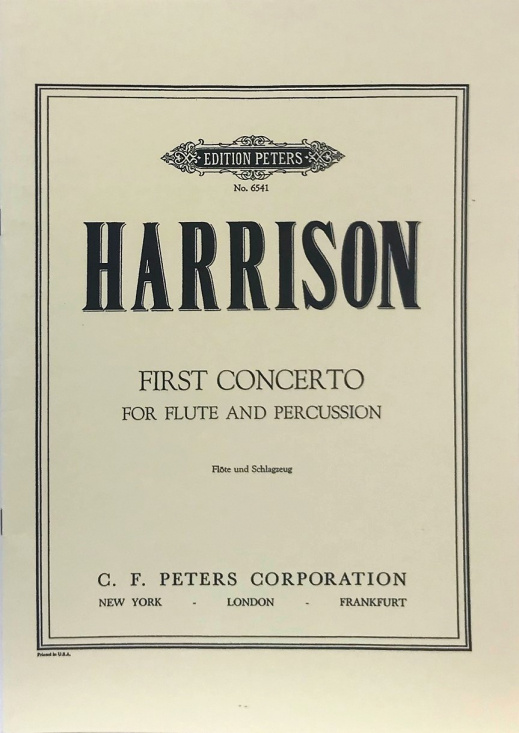 EDITION PETERS
No. 6541
HARRISON
FIRST CONCERTO
FOR FLUTE AND PERCUSSION
Flöte und Schlagzeug
C. F. PETERS CORPORATION
NEW YORK - LONDON - FRANKFURT
Printed in U.S.A.